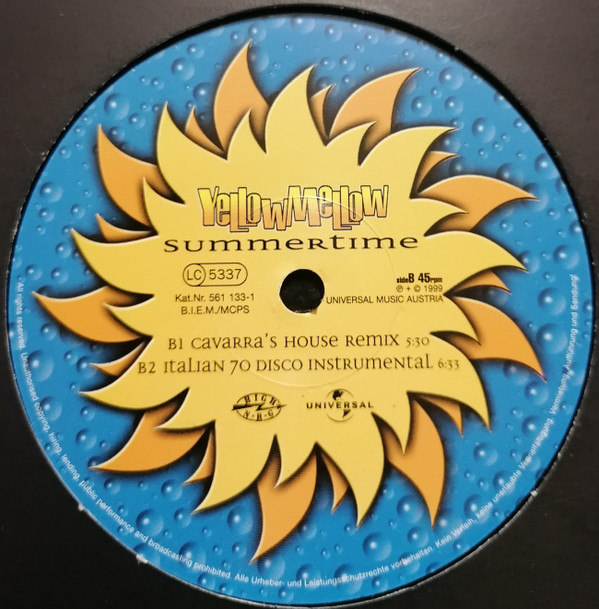 YellowMellow
SUMMERTIME
LC 5337
Kat.Nr. 561 133-1
B.I.E.M./MCPS
side B 45rpm
℗ + © 1999
UNIVERSAL MUSIC AUSTRIA
B1 CAVARRA'S HOUSE REMIX 5:30
B2 ITALIAN 70 DISCO INSTRUMENTAL 6:33
HIGH N·R·G
UNIVERSAL
All rights reserved. Unauthorised copying, hiring, lending, public performance and broadcasting prohibited. Alle Urheber- und Leistungsschutzrechte vorbehalten. Kein Verleih, keine unerlaubte Vervielfältigung, Vermietung, Aufführung und Sendung!